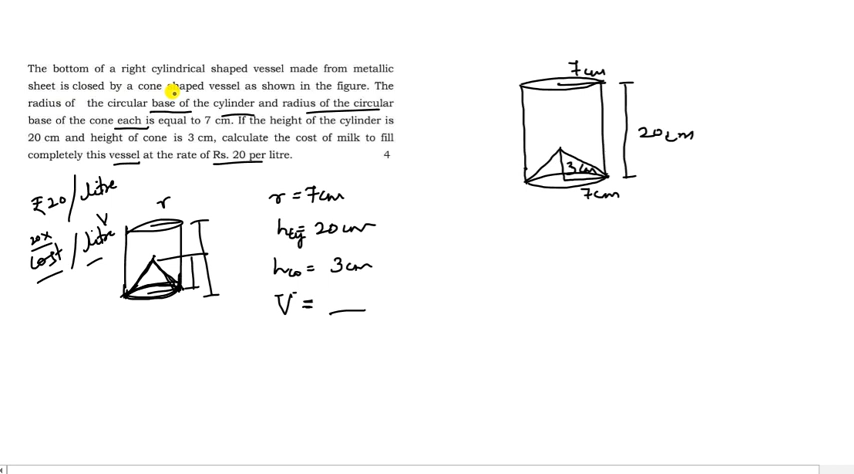 The bottom of a right cylindrical shaped vessel made from metallic
sheet is closed by a cone shaped vessel as shown in the figure. The
radius of the circular base of the cylinder and radius of the circular
base of the cone each is equal to 7 cm. If the height of the cylinder is
20 cm and height of cone is 3 cm, calculate the cost of milk to fill
completely this vessel at the rate of Rs. 20 per litre. 4
₹20/litre
V
20x
cost/litre
r
r = 7cm
hcy = 20cm
hco = 3cm
V = __
7cm
20cm
3cm
7cm